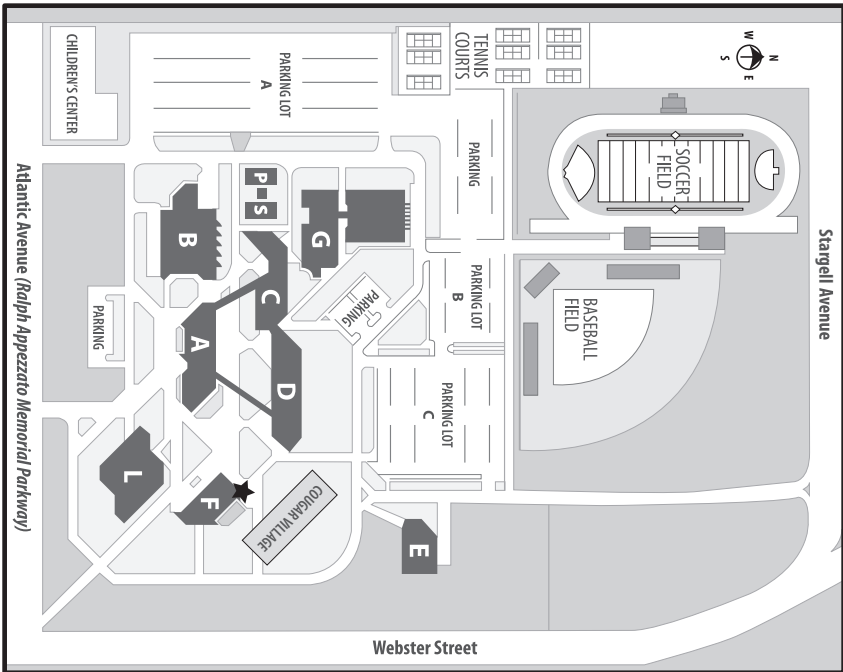 CHILDREN'S CENTER
PARKING LOT
A
TENNIS
COURTS
W
N
S
E
PARKING
SOCCER
FIELD
Stargell Avenue
P
S
B
G
C
PARKING
PARKING LOT
B
BASEBALL
FIELD
PARKING
A
D
PARKING LOT
C
Atlantic Avenue (Ralph Appezzato Memorial Parkway)
L
F
COUGAR VILLAGE
E
Webster Street